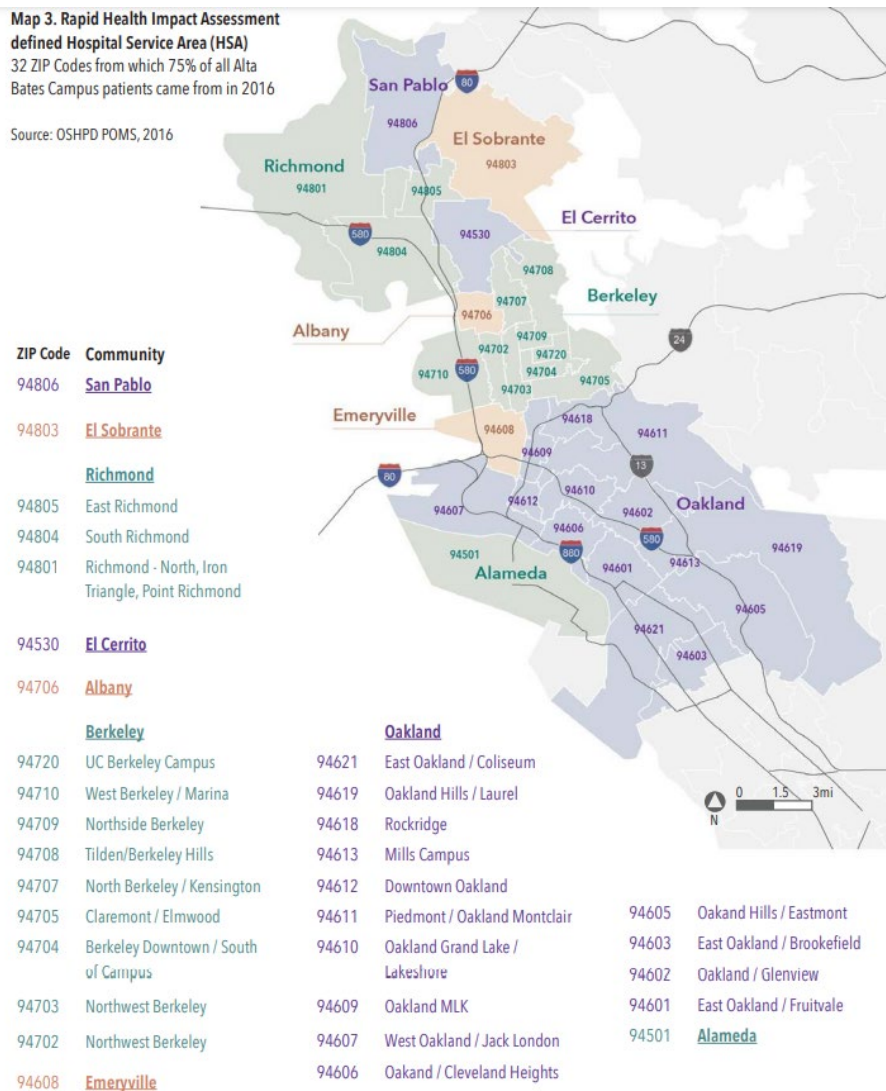 Map 3. Rapid Health Impact Assessment
defined Hospital Service Area (HSA)
32 ZIP Codes from which 75% of all Alta
Bates Campus patients came from in 2016
Source: OSHPD POMS, 2016
80
San Pablo
94806
El Sobrante
94803
Richmond
94801
94805
El Cerrito
580
94530
94804
94708
Berkeley
94707
Albany
94706
94709
24
94702
94720
580
94704
94710
94705
94703
Emeryville
94618
94608
94611
94609
13
80
94610
Oakland
94612
94607
94602
94606
580
94619
880
94501
94613
Alameda
94601
94605
94621
94603
0 1.5 3mi
N
ZIP Code Community
94806 San Pablo
94803 El Sobrante
Richmond
94805 East Richmond
94804 South Richmond
94801 Richmond - North, Iron
Triangle, Point Richmond
94530 El Cerrito
94706 Albany
Berkeley
94720 UC Berkeley Campus
94710 West Berkeley / Marina
94709 Northside Berkeley
94708 Tilden/Berkeley Hills
94707 North Berkeley / Kensington
94705 Claremont / Elmwood
94704 Berkeley Downtown / South
of Campus
94703 Northwest Berkeley
94702 Northwest Berkeley
94608 Emeryville
Oakland
94621 East Oakland / Coliseum
94619 Oakland Hills / Laurel
94618 Rockridge
94613 Mills Campus
94612 Downtown Oakland
94611 Piedmont / Oakland Montclair
94610 Oakland Grand Lake /
Lakeshore
94609 Oakland MLK
94607 West Oakland / Jack London
94606 Oakand / Cleveland Heights
94605 Oakand Hills / Eastmont
94603 East Oakland / Brookefield
94602 Oakland / Glenview
94601 East Oakland / Fruitvale
94501 Alameda